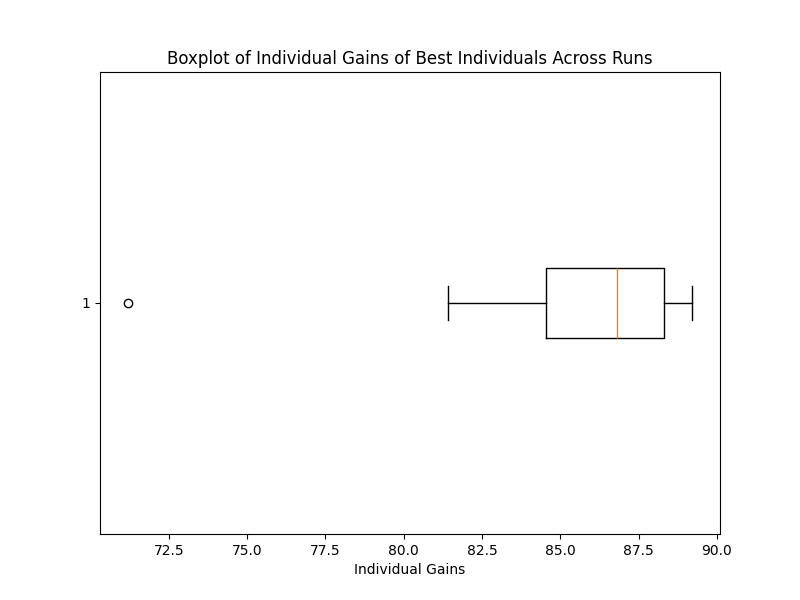 Boxplot of Individual Gains of Best Individuals Across Runs
1
72.5 75.0 77.5 80.0 82.5 85.0 87.5 90.0
Individual Gains